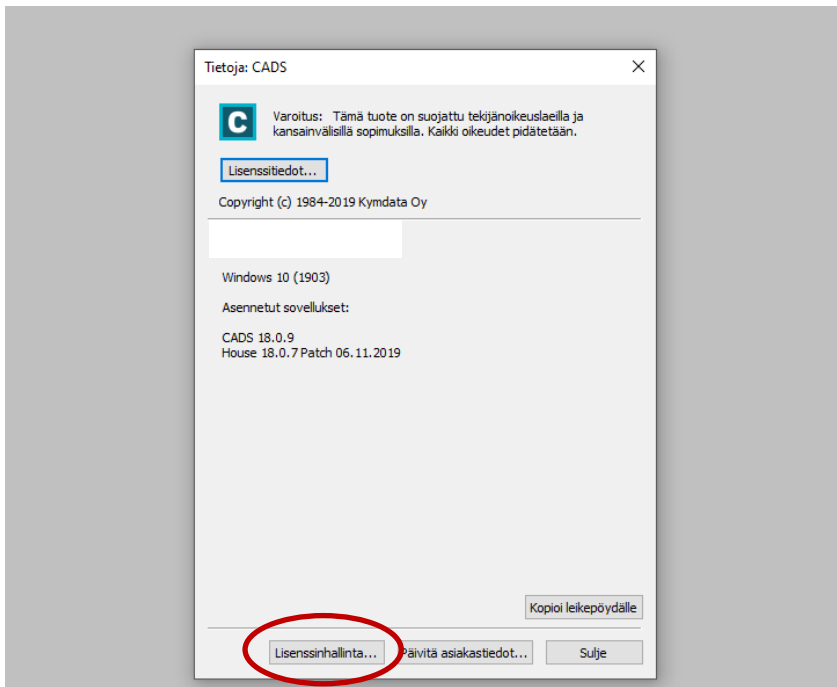 Tietoja: CADS
C
Varoitus: Tämä tuote on suojattu tekijänoikeuslaeilla ja
kansainvälisillä sopimuksilla. Kaikki oikeudet pidätetään.
Lisenssitiedot...
Copyright (c) 1984-2019 Kymdata Oy
Windows 10 (1903)
Asennetut sovellukset:
CADS 18.0.9
House 18.0.7 Patch 06.11.2019
Kopioi leikepöydälle
Lisenssinhallinta... Päivitä asiakastiedot... Sulje